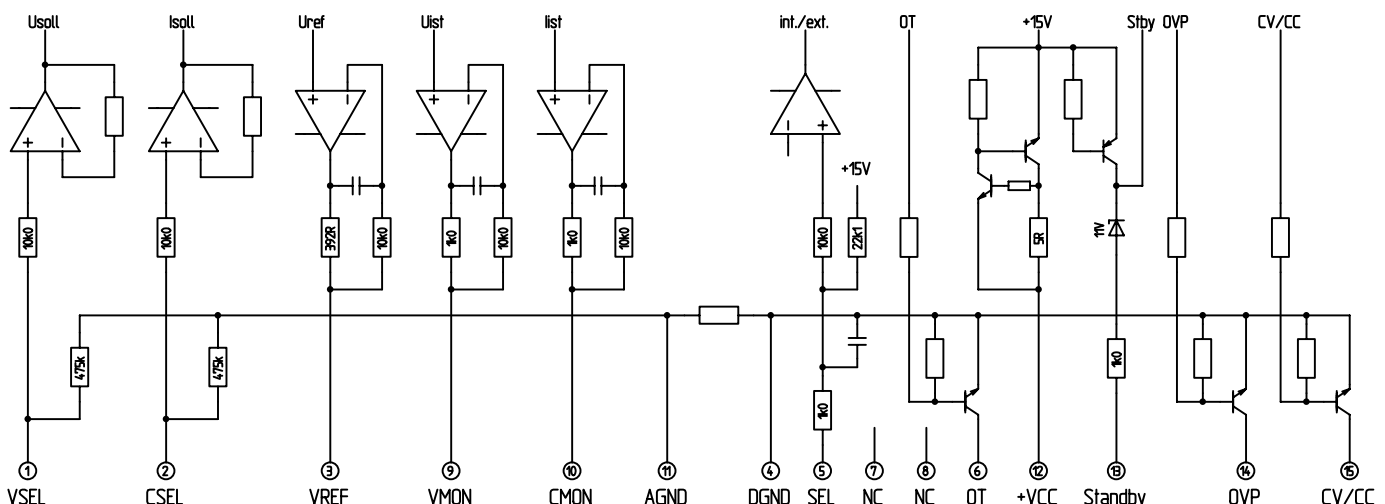 Usoll Isoll Uref Uist Iist int./ext. OT +15V Stby OVP CV/CC
+ − + − + − + − + − − +
+15V
10k0 10k0 392R 10k0 1k0 10k0 1k0 10k0 10k0 22k1 5R 11V
475k 475k 1k0
1k0
1 2 3 9 10 11 4 5 7 8 6 12 13 14 15
VSEL CSEL VREF VMON CMON AGND DGND SEL NC NC OT +VCC Standby OVP CV/CC